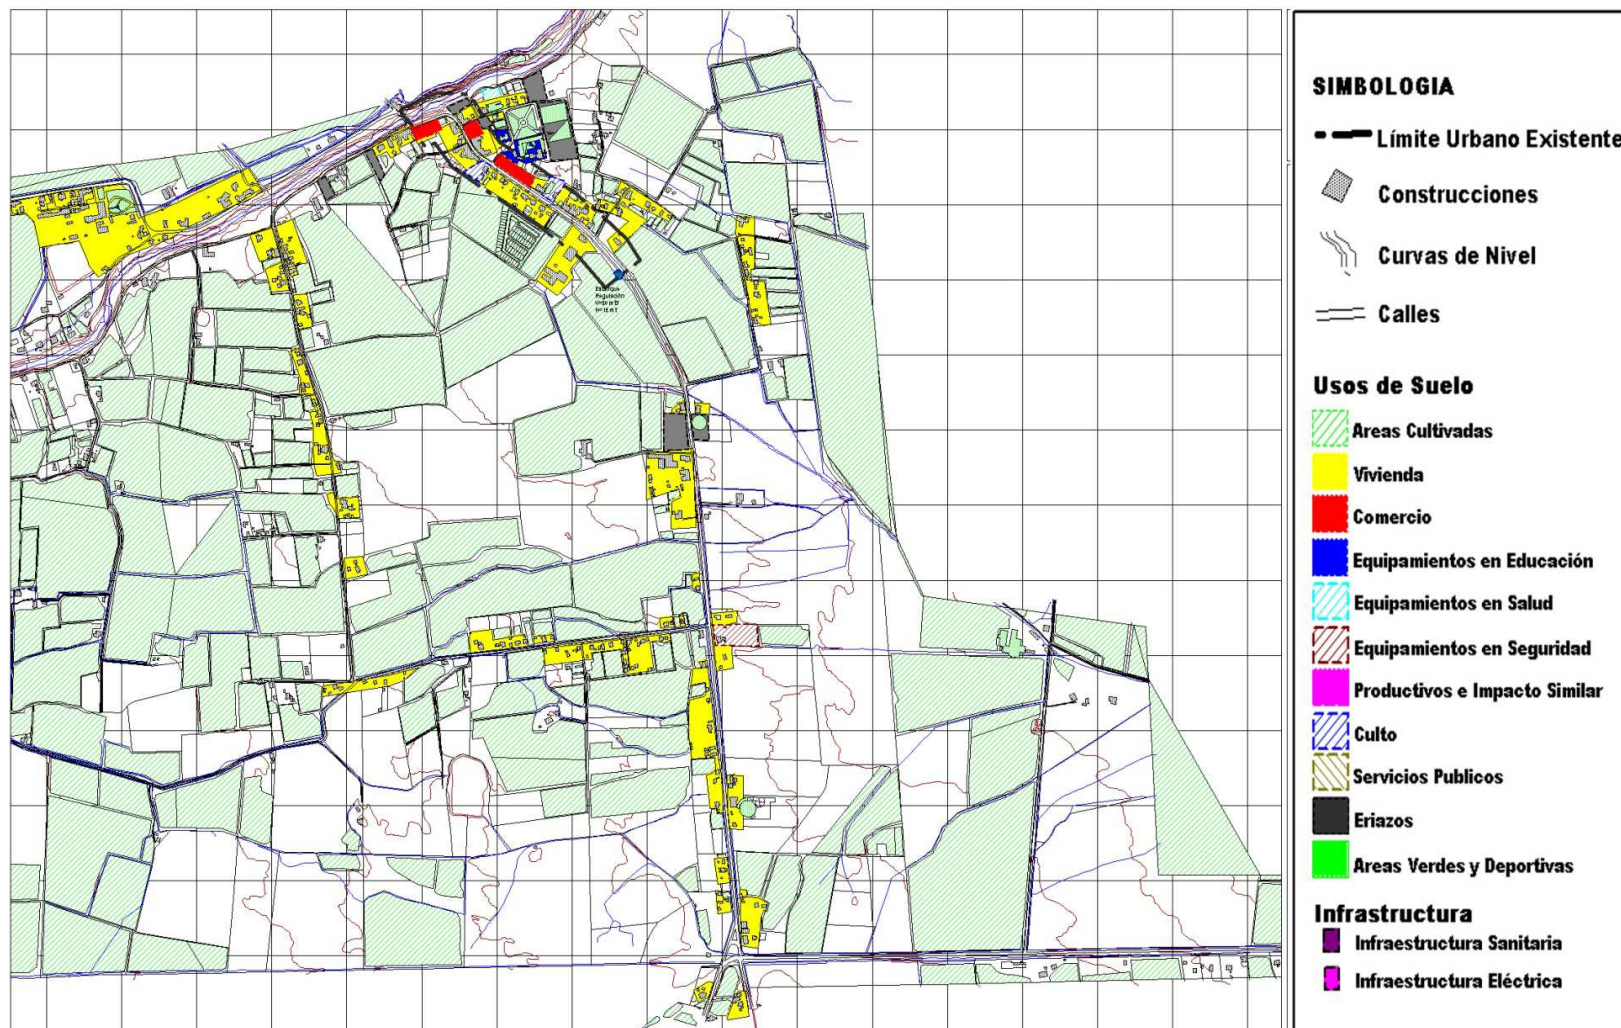 Regulación
SIMBOLOGIA
Límite Urbano Existente
Construcciones
Curvas de Nivel
Calles
Usos de Suelo
Areas Cultivadas
Vivienda
Comercio
Equipamientos en Educación
Equipamientos en Salud
Equipamientos en Seguridad
Productivos e Impacto Similar
Culto
Servicios Publicos
Eriazos
Areas Verdes y Deportivas
Infrastructura
Infraestructura Sanitaria
Infraestructura Eléctrica